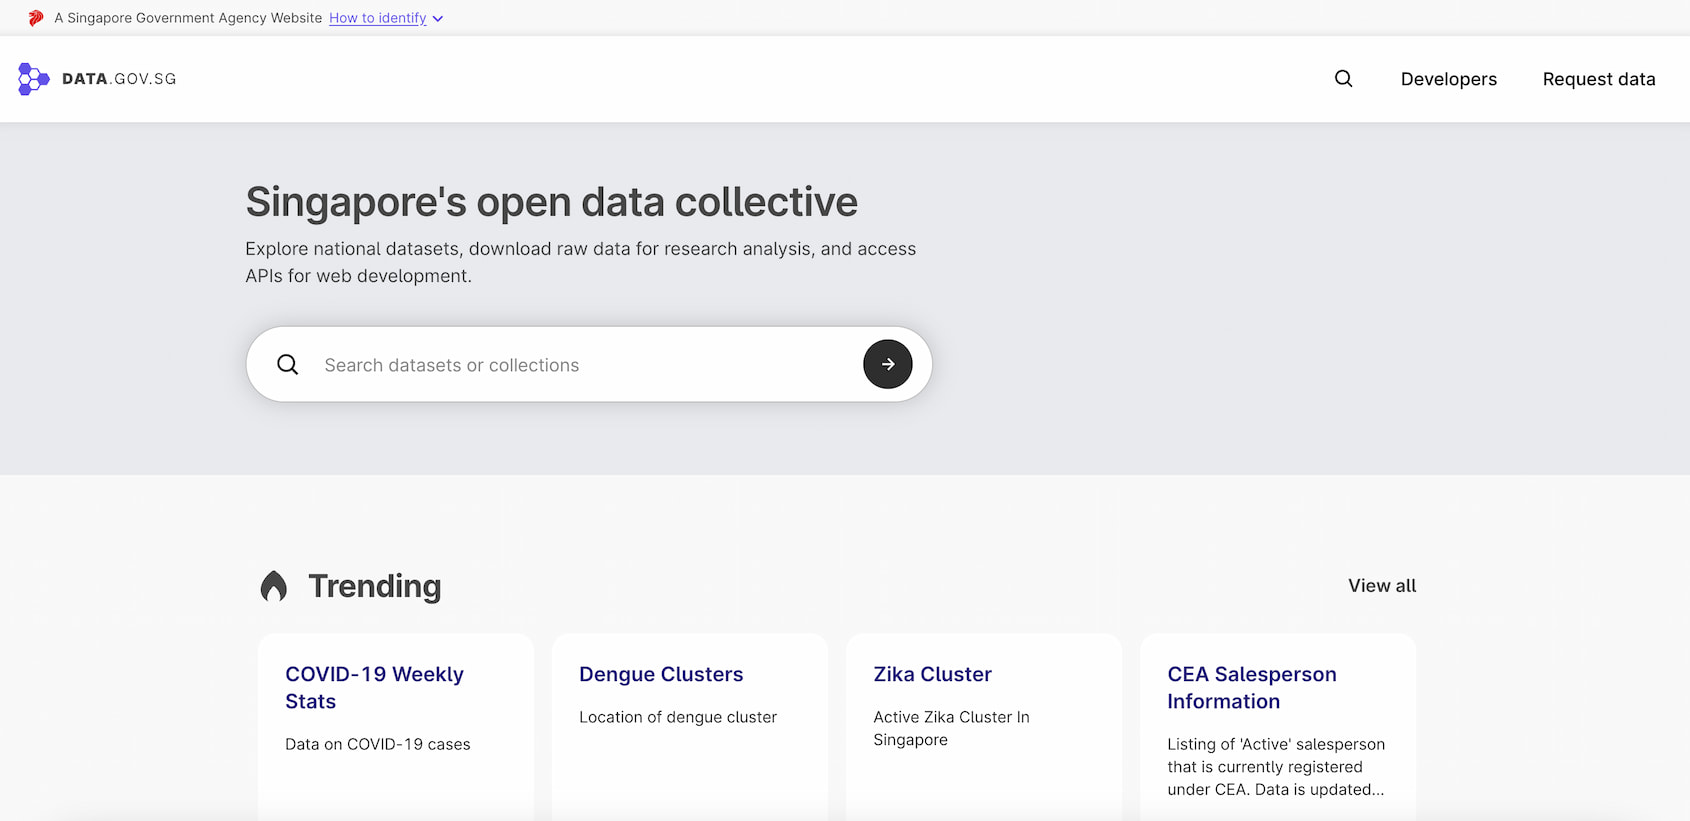 A Singapore Government Agency Website How to identify
DATA.GOV.SG
Developers
Request data
Singapore's open data collective
Explore national datasets, download raw data for research analysis, and access
APIs for web development.
Search datasets or collections
Trending
View all
COVID-19 Weekly
Stats
Data on COVID-19 cases
Dengue Clusters
Location of dengue cluster
Zika Cluster
Active Zika Cluster In
Singapore
CEA Salesperson
Information
Listing of 'Active' salesperson
that is currently registered
under CEA. Data is updated...